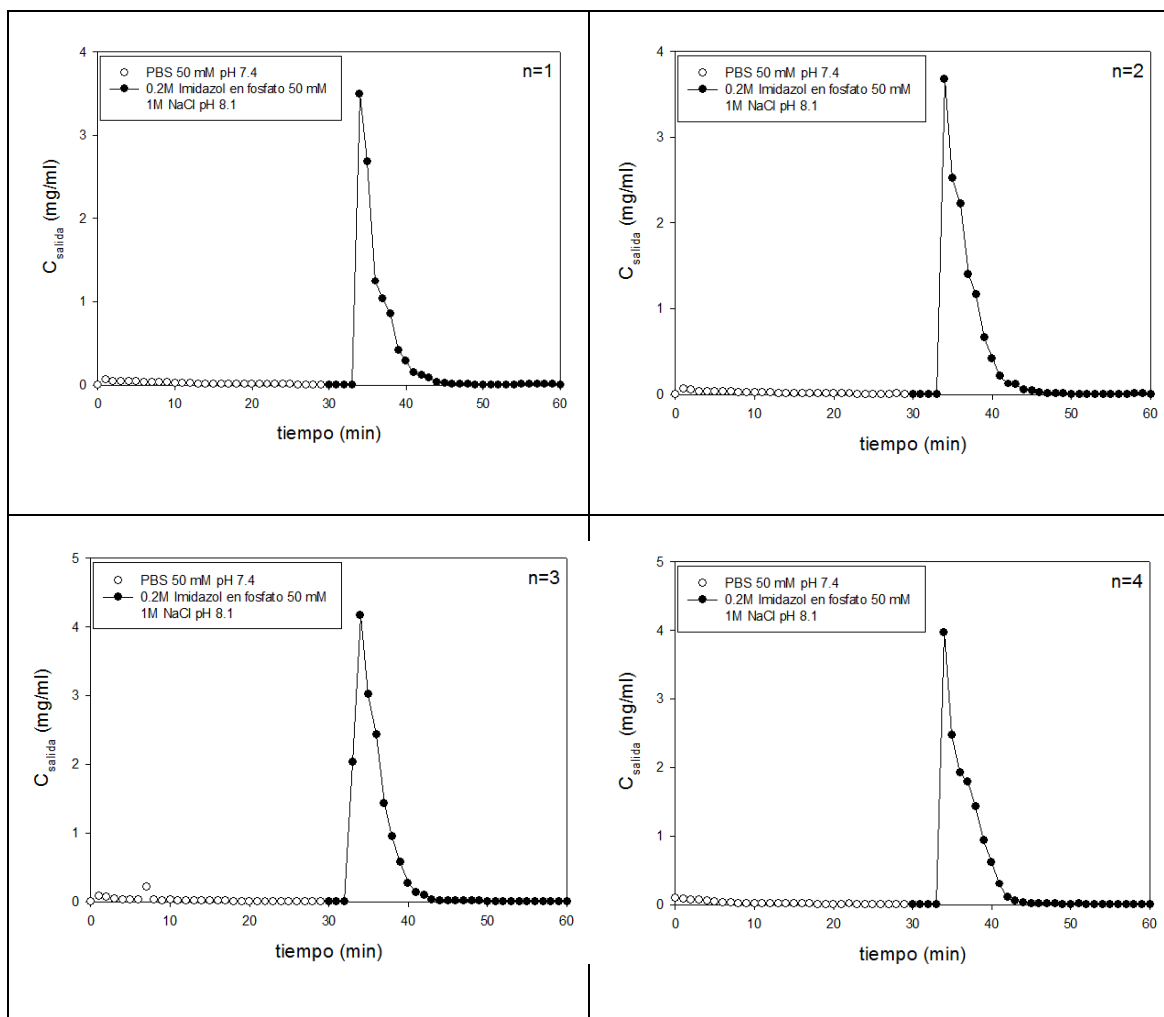 n=1
PBS 50 mM pH 7.4
0.2M Imidazol en fosfato 50 mM
1M NaCl pH 8.1
C salida (mg/ml)
4
3
2
1
0
0 10 20 30 40 50 60
tiempo (min)
n=2
PBS 50 mM pH 7.4
0.2M Imidazol en fosfato 50 mM
1M NaCl pH 8.1
C salida (mg/ml)
4
3
2
1
0
0 10 20 30 40 50 60
tiempo (min)
n=3
PBS 50 mM pH 7.4
0.2M Imidazol en fosfato 50 mM
1M NaCl pH 8.1
C salida (mg/ml)
5
4
3
2
1
0
0 10 20 30 40 50 60
tiempo (min)
n=4
PBS 50 mM pH 7.4
0.2M Imidazol en fosfato 50 mM
1M NaCl pH 8.1
C salida (mg/ml)
5
4
3
2
1
0
0 10 20 30 40 50 60
tiempo (min)